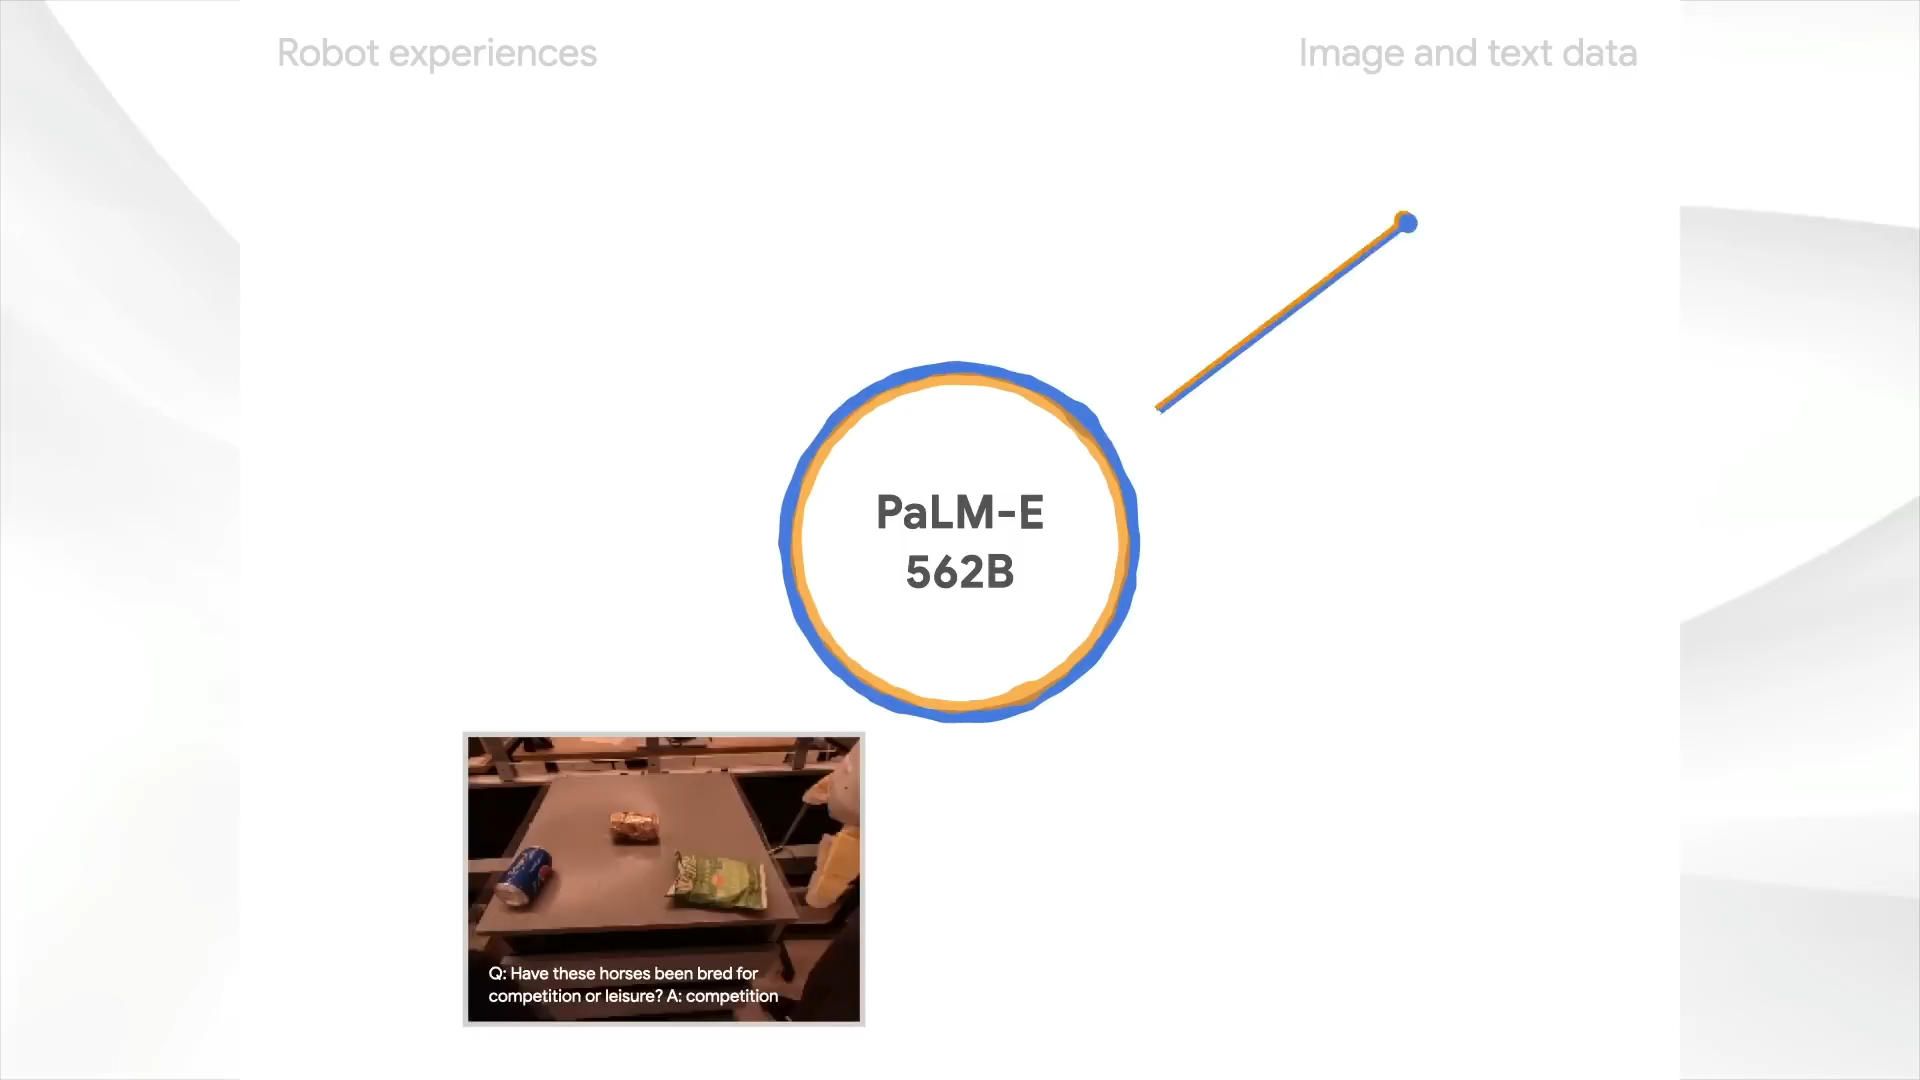 Robot experiences
Image and text data
PaLM-E
562B
Q: Have these horses been bred for
competition or leisure? A: competition